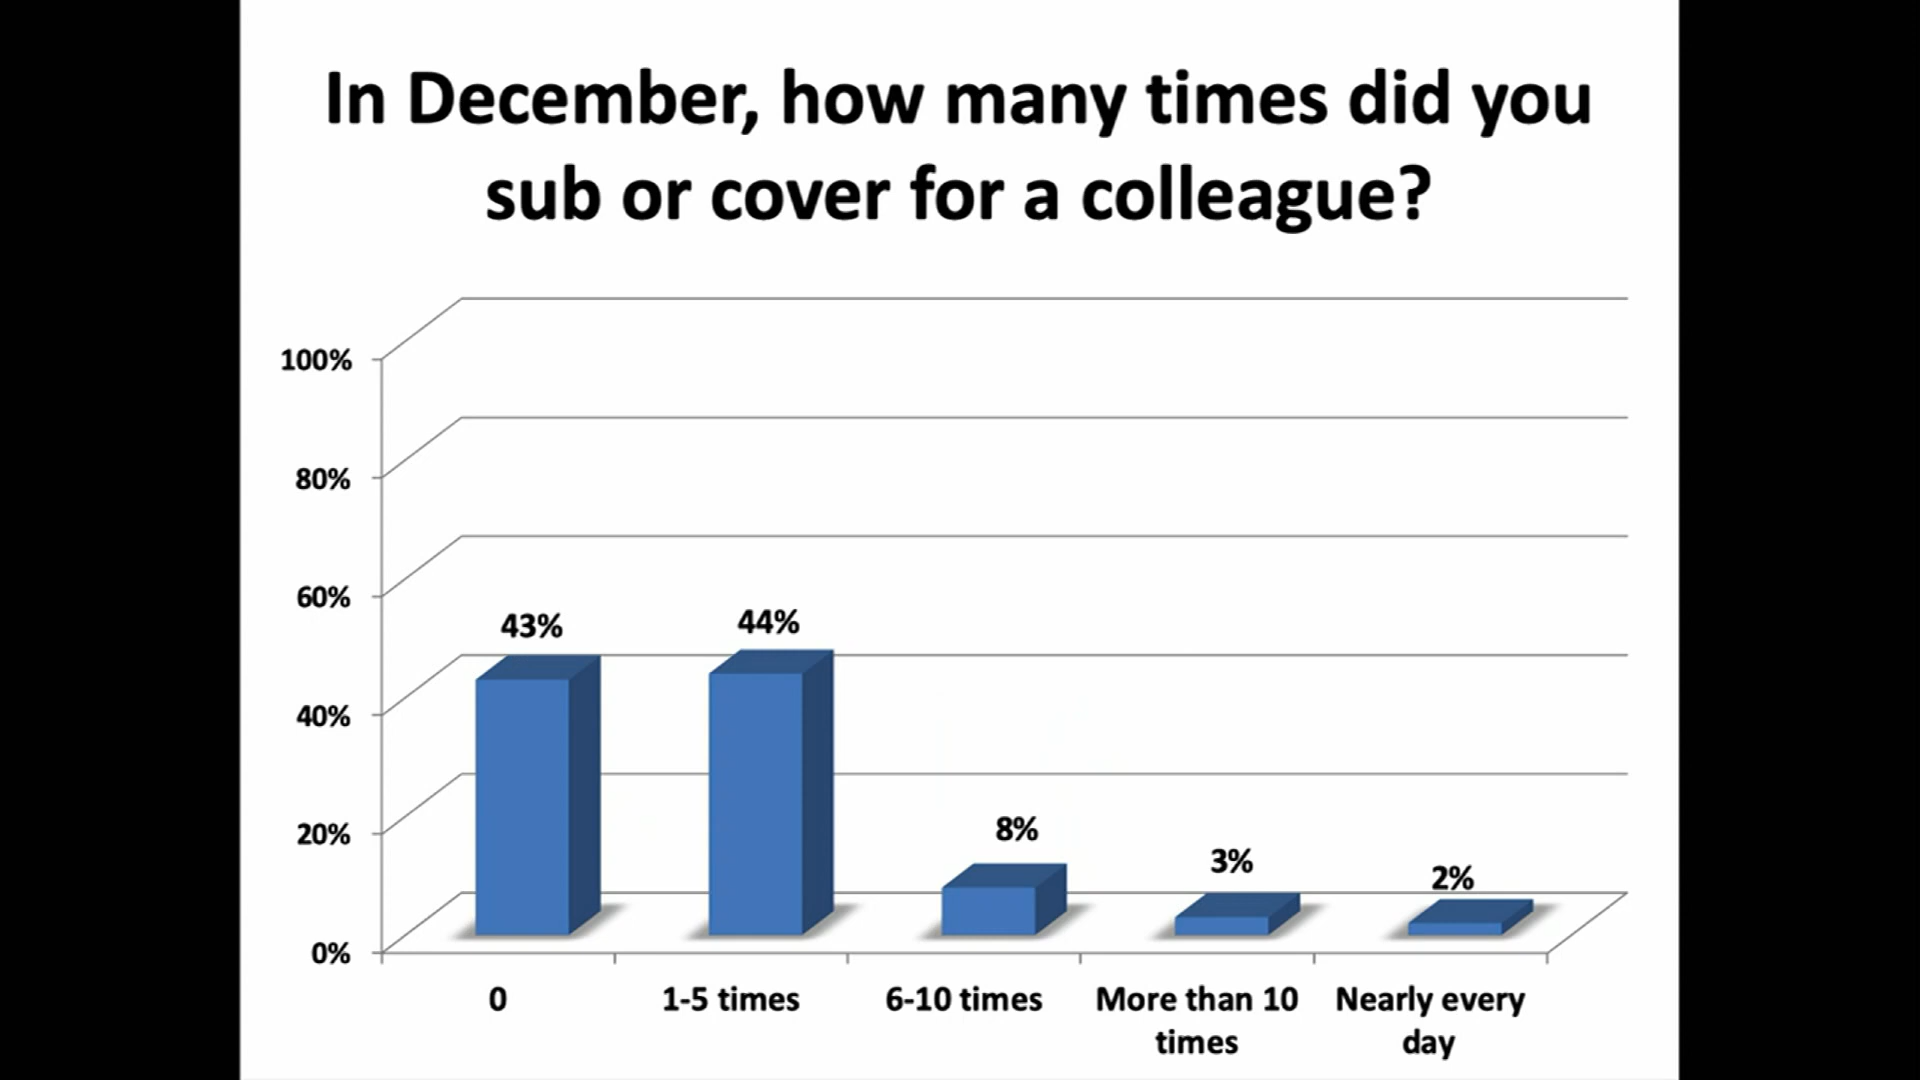 In December, how many times did you
sub or cover for a colleague?
100%
80%
60%
40%
20%
0%
43%
44%
8%
3%
2%
0
1-5 times
6-10 times
More than 10
times
Nearly every
day